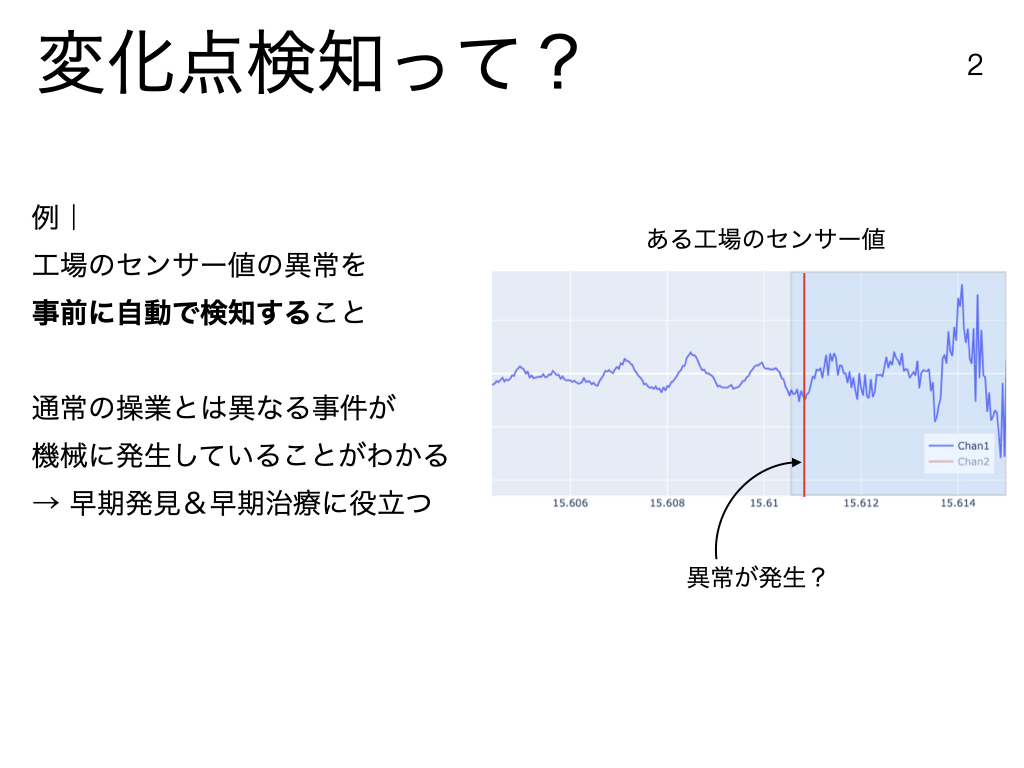 変化点検知って？
2
例｜
工場のセンサー値の異常を
事前に自動で検知すること
通常の操業とは異なる事件が
機械に発生していることがわかる
→ 早期発見＆早期治療に役立つ
ある工場のセンサー値
Chan1
Chan2
15.606 15.608 15.61 15.612 15.614
異常が発生？